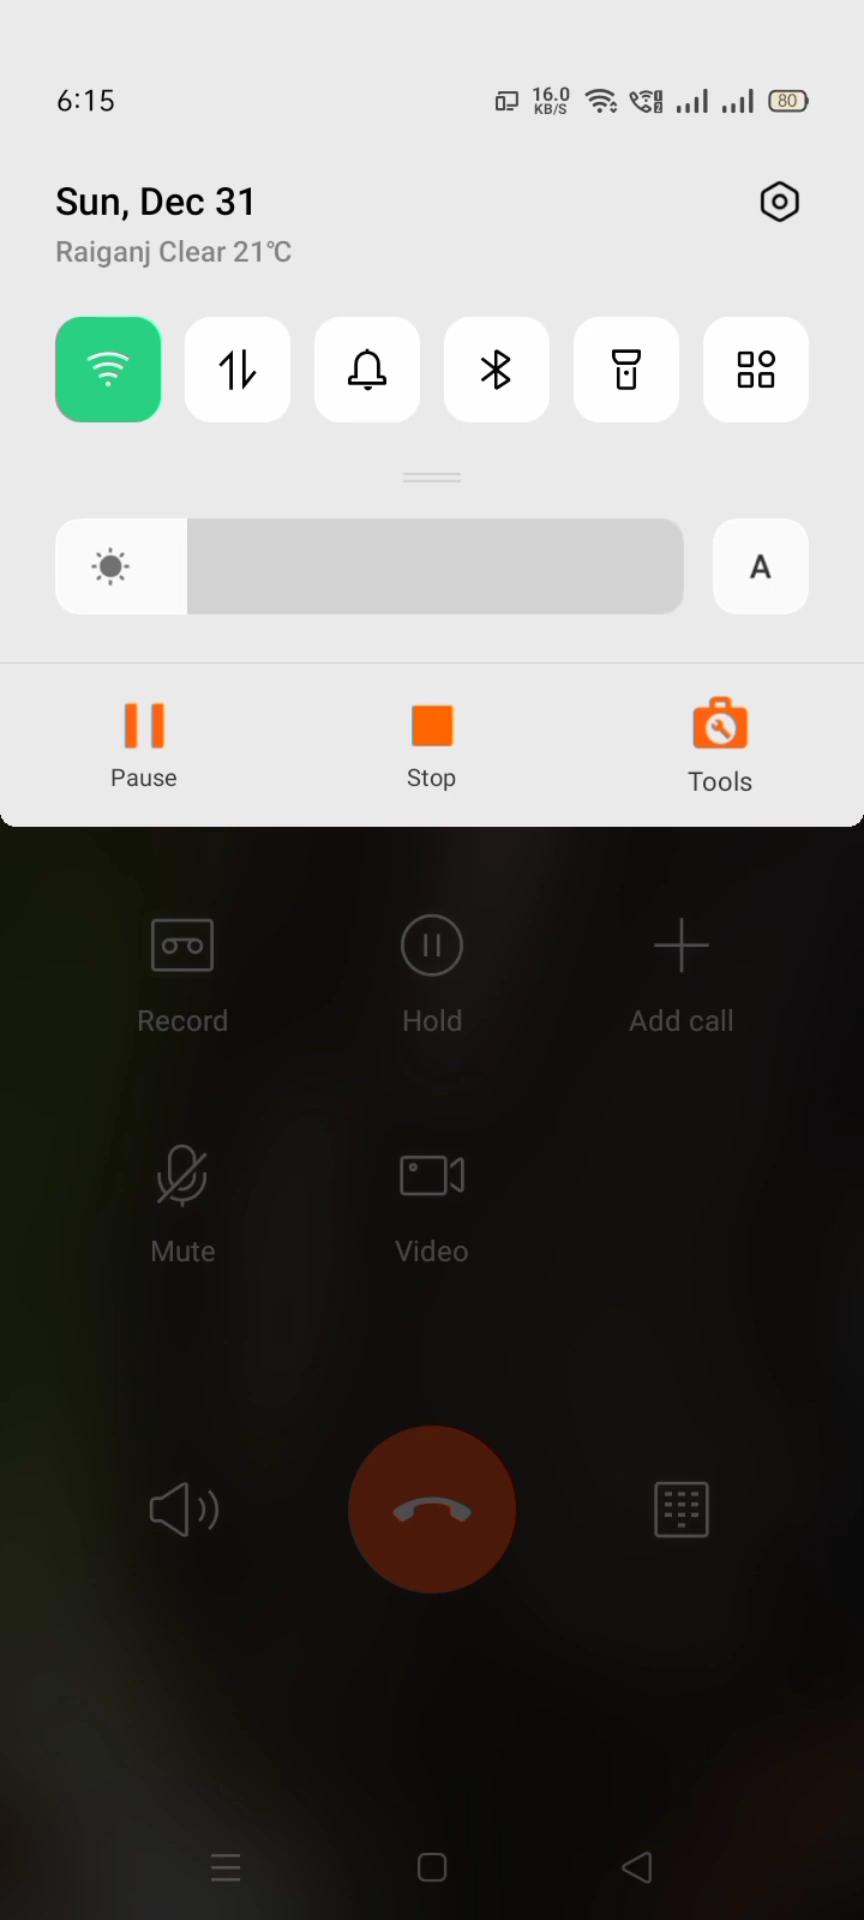 6:15
16.0
KB/S
80
Sun, Dec 31
Raiganj Clear 21°C
A
Pause
Stop
Tools
Record
Hold
Add call
Mute
Video